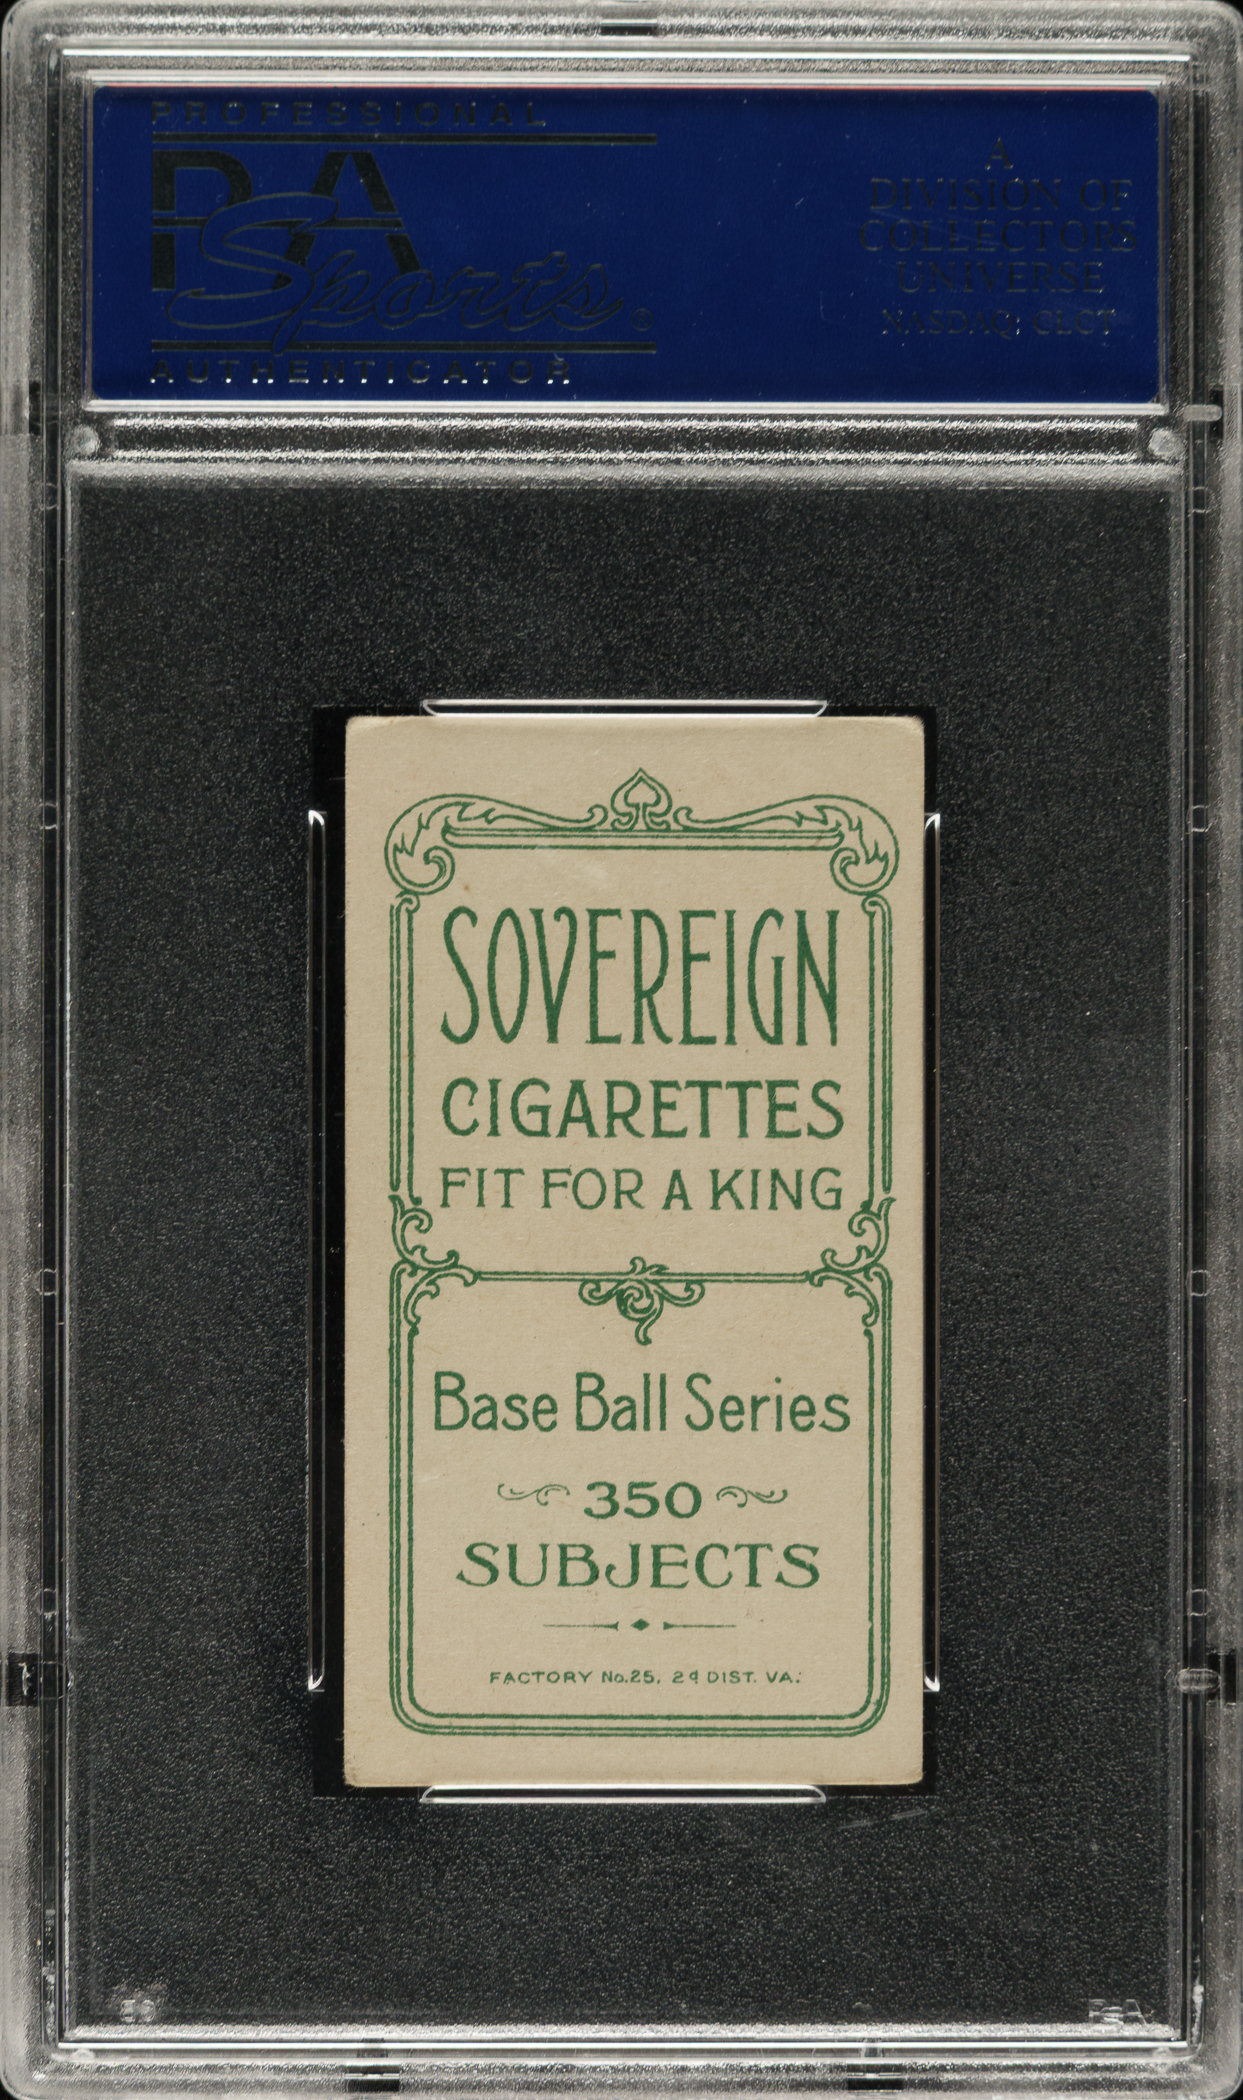 PROFESSIONAL
PSA
Sports®
AUTHENTICATOR
A
DIVISION OF
COLLECTORS
UNIVERSE
NASDAQ: CLCT
SOVEREIGN
CIGARETTES
FIT FOR A KING
Base Ball Series
350
SUBJECTS
FACTORY No.25, 2d DIST. VA.
PSA